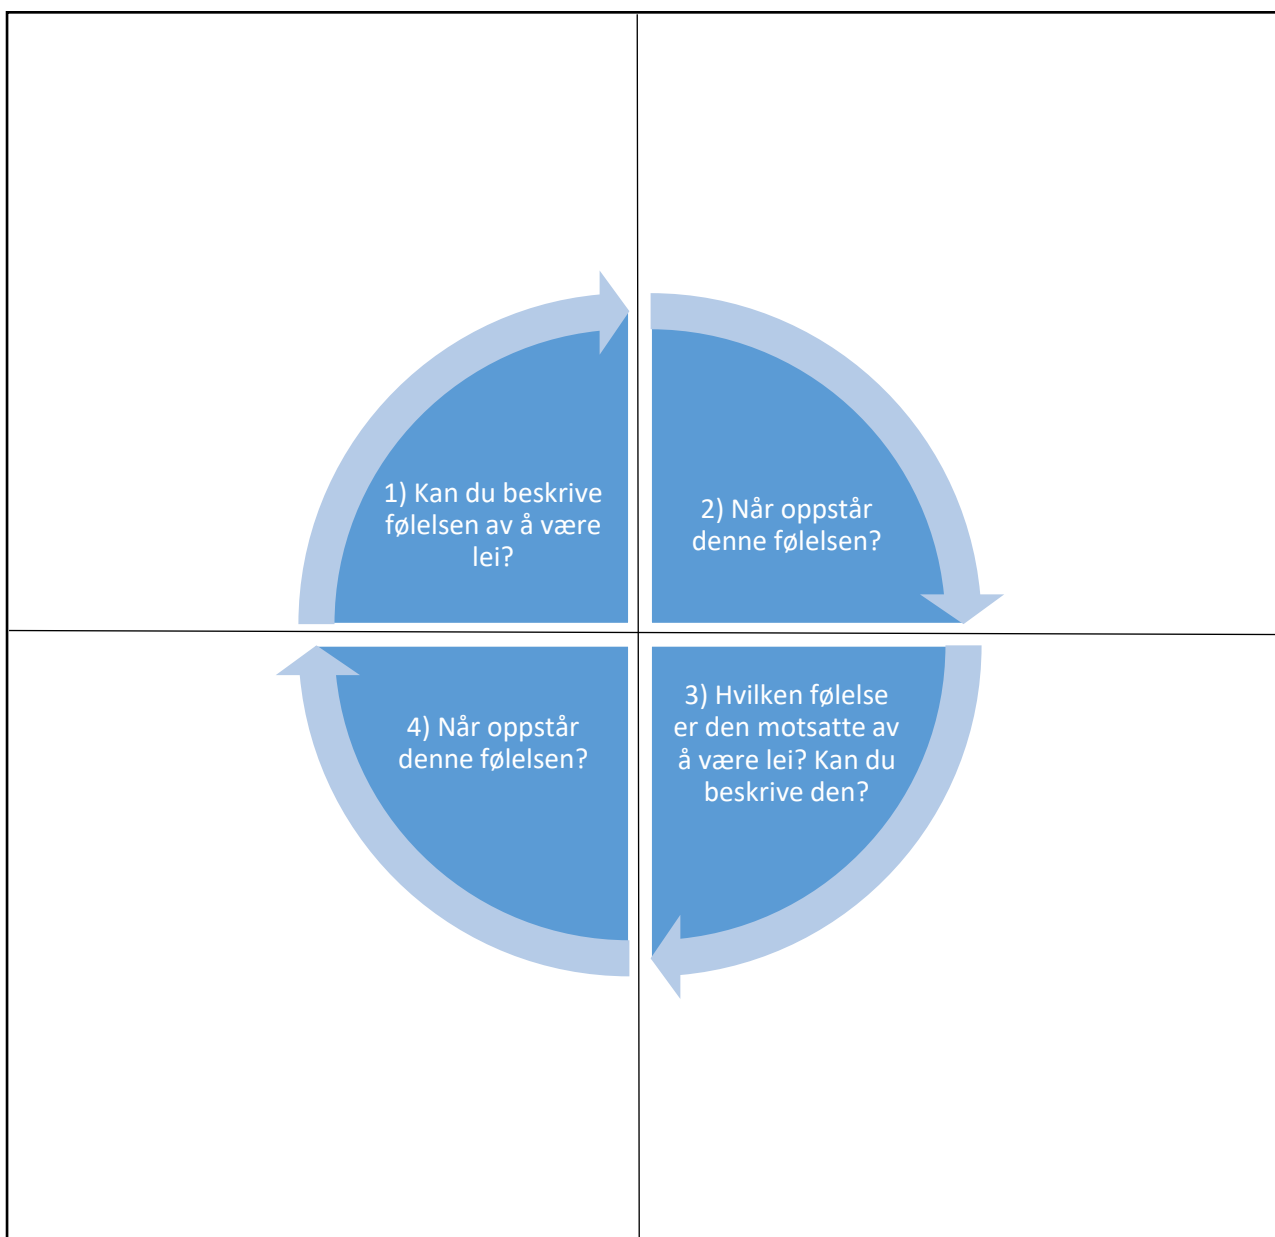 1) Kan du beskrive
følelsen av å være
lei?
2) Når oppstår
denne følelsen?
3) Hvilken følelse
er den motsatte av
å være lei? Kan du
beskrive den?
4) Når oppstår
denne følelsen?